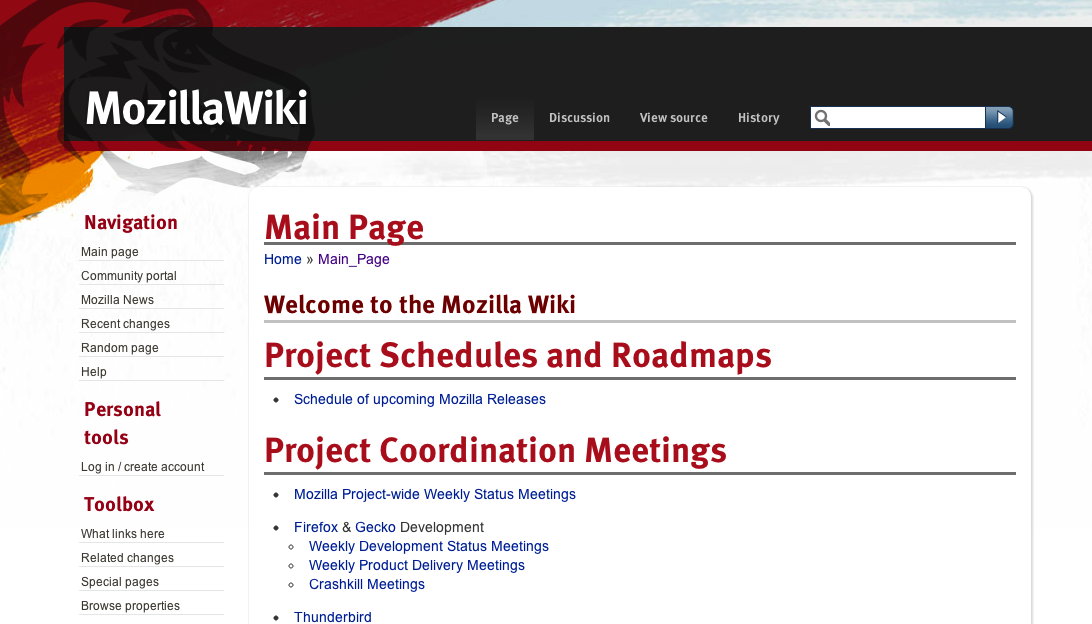 MozillaWiki
Page Discussion View source History
Navigation
Main page
Community portal
Mozilla News
Recent changes
Random page
Help
Personal
tools
Log in / create account
Toolbox
What links here
Related changes
Special pages
Browse properties
Main Page
Home » Main_Page
Welcome to the Mozilla Wiki
Project Schedules and Roadmaps
Schedule of upcoming Mozilla Releases
Project Coordination Meetings
Mozilla Project-wide Weekly Status Meetings
Firefox & Gecko Development
Weekly Development Status Meetings
Weekly Product Delivery Meetings
Crashkill Meetings
Thunderbird